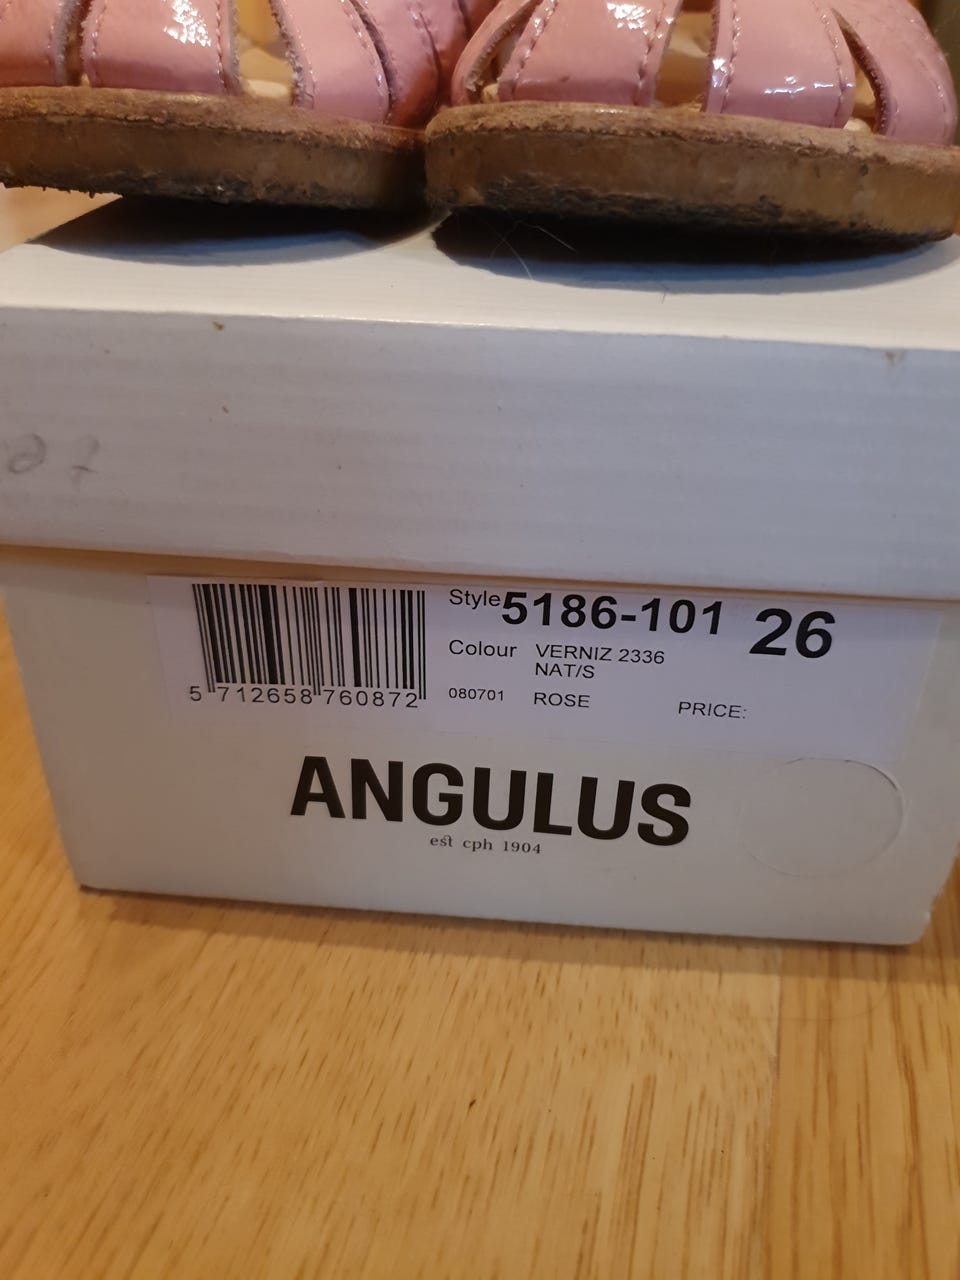 Style 5186-101 26
Colour VERNIZ 2336
NAT/S
080701 ROSE PRICE:
5 712658 760872
ANGULUS
est cph 1904